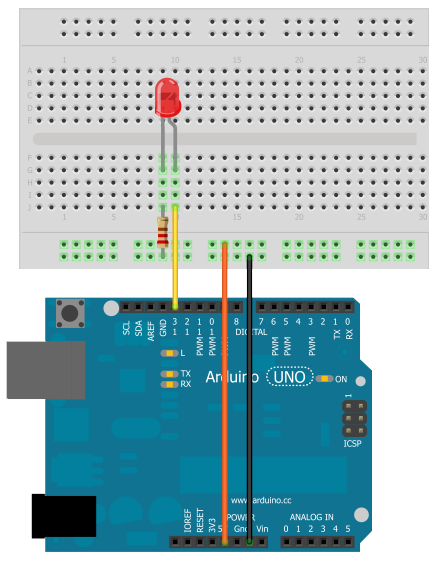 1 5 10 15 20 25 30
A
B
C
D
E
F
G
H
I
J
1 5 10 15 20 25 30
SCL
SDA
AREF
GND
13
12
PWM 11
PWM 10
8
7
PWM 6
PWM 5
4
PWM 3
2
TX 1
RX 0
DIGITAL
L
TX
RX
Arduino UNO
ON
1
ICSP
www.arduino.cc
POWER
ANALOG IN
IOREF
RESET
3V3
5
Gnd
Vin
0 1 2 3 4 5